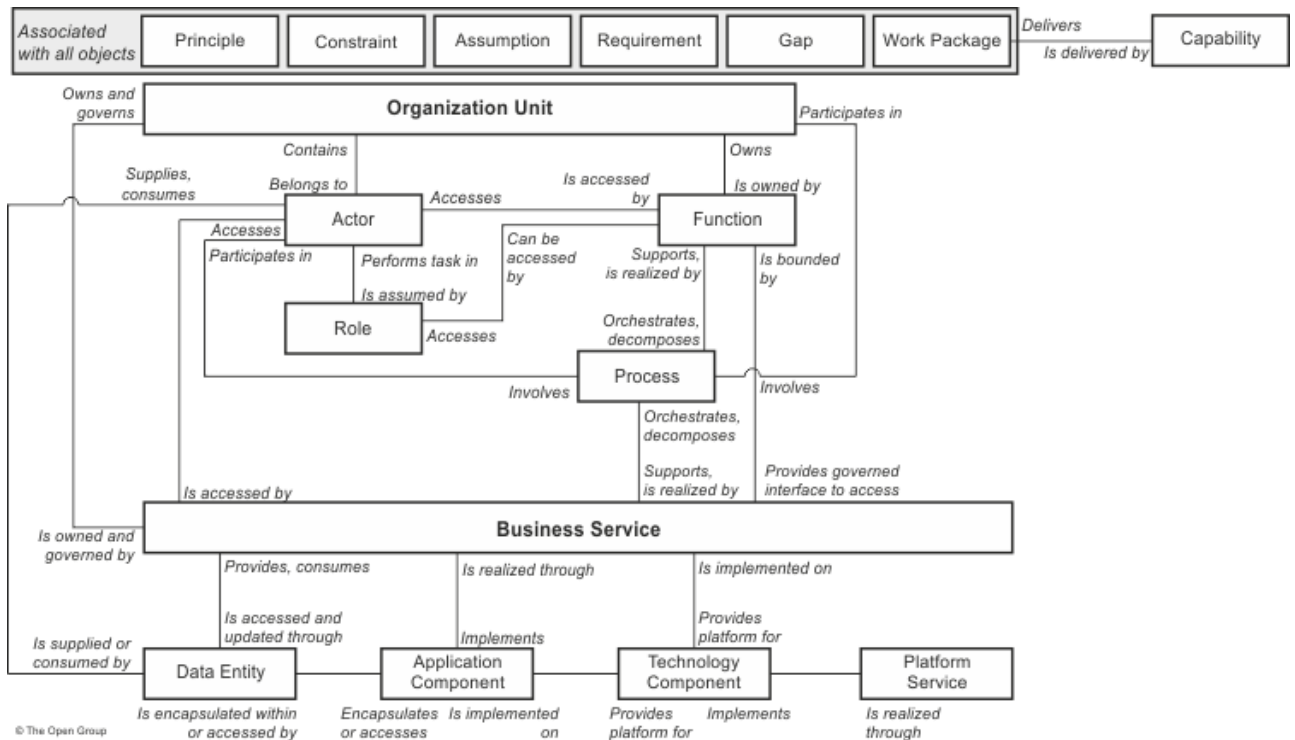 Associated
with all objects
Principle
Constraint
Assumption
Requirement
Gap
Work Package
Delivers
Is delivered by
Capability
Owns and
governs
Organization Unit
Participates in
Contains
Owns
Supplies,
consumes
Belongs to
Is accessed
by
Is owned by
Actor
Accesses
Function
Accesses
Participates in
Can be
accessed
by
Performs task in
Supports,
is realized by
Is bounded
by
Is assumed by
Role
Accesses
Orchestrates,
decomposes
Process
Involves
Involves
Orchestrates,
decomposes
Supports,
is realized by
Provides governed
interface to access
Is accessed by
Business Service
Is owned and
governed by
Provides, consumes
Is realized through
Is implemented on
Is accessed and
updated through
Implements
Provides
platform for
Is supplied or
consumed by
Data Entity
Application
Component
Technology
Component
Platform
Service
Is encapsulated within
or accessed by
Encapsulates
or accesses
Is implemented
on
Provides
platform for
Implements
Is realized
through
© The Open Group